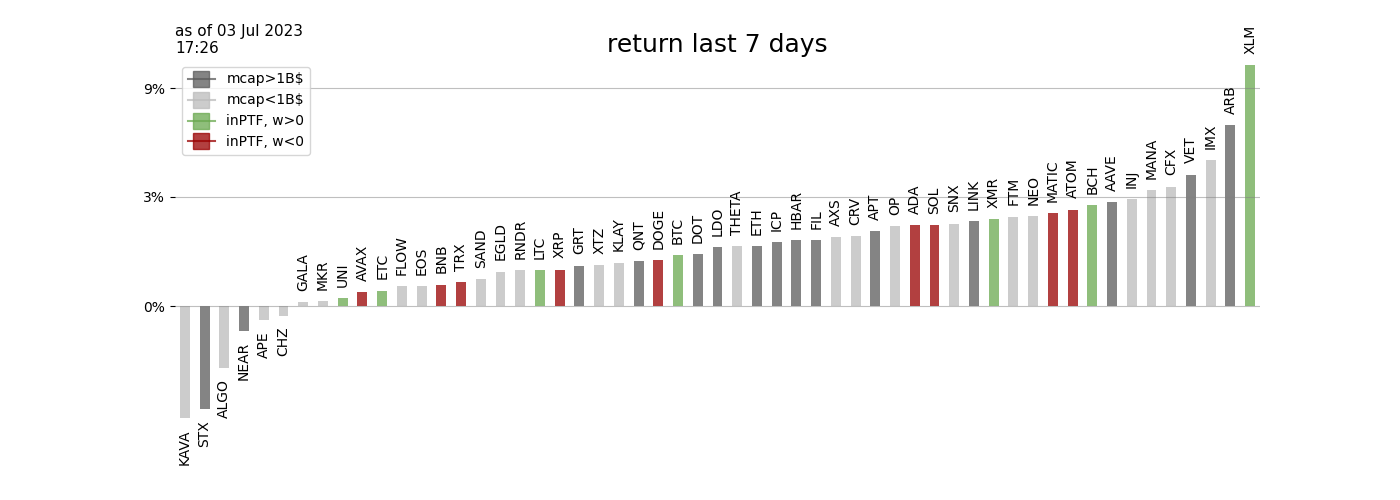 as of 03 Jul 2023
17:26
return last 7 days
mcap>1B$
mcap<1B$
inPTF, w>0
inPTF, w<0
9%
3%
0%
KAVA
STX
ALGO
NEAR
APE
CHZ
GALA
MKR
UNI
AVAX
ETC
FLOW
EOS
BNB
TRX
SAND
EGLD
RNDR
LTC
XRP
GRT
XTZ
KLAY
QNT
DOGE
BTC
DOT
LDO
THETA
ETH
ICP
HBAR
FIL
AXS
CRV
APT
OP
ADA
SOL
SNX
LINK
XMR
FTM
NEO
MATIC
ATOM
BCH
AAVE
INJ
MANA
CFX
VET
IMX
ARB
XLM